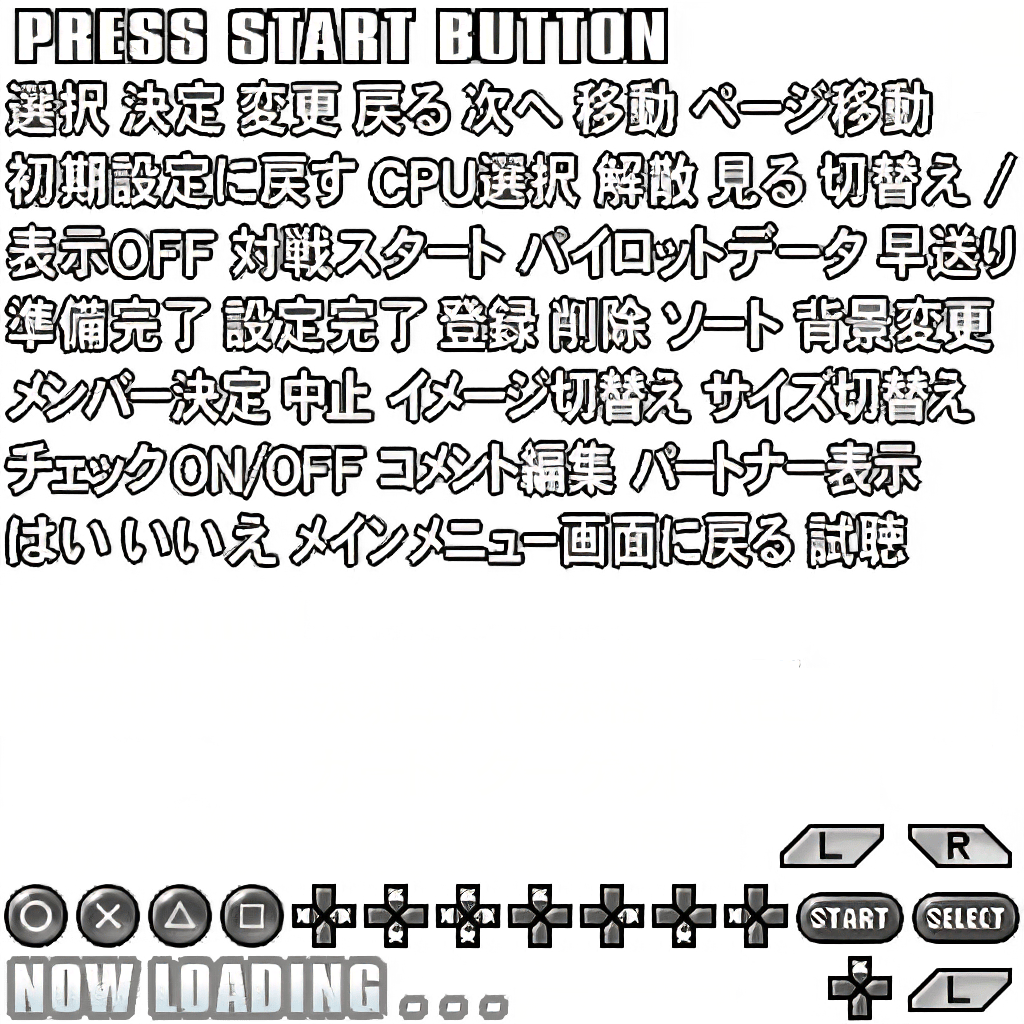 PRESS START BUTTON
選択 決定 変更 戻る 次へ 移動 ページ移動
初期設定に戻す CPU選択 解散 見る 切替え /
表示OFF 対戦スタート パイロットデータ 早送り
準備完了 設定完了 登録 削除 ソート 背景変更
メンバー決定 中止 イメージ切替え サイズ切替え
チェックON/OFF コメント編集 パートナー表示
はい いいえ メインメニュー画面に戻る 試聴
L R
START SELECT
NOW LOADING... L